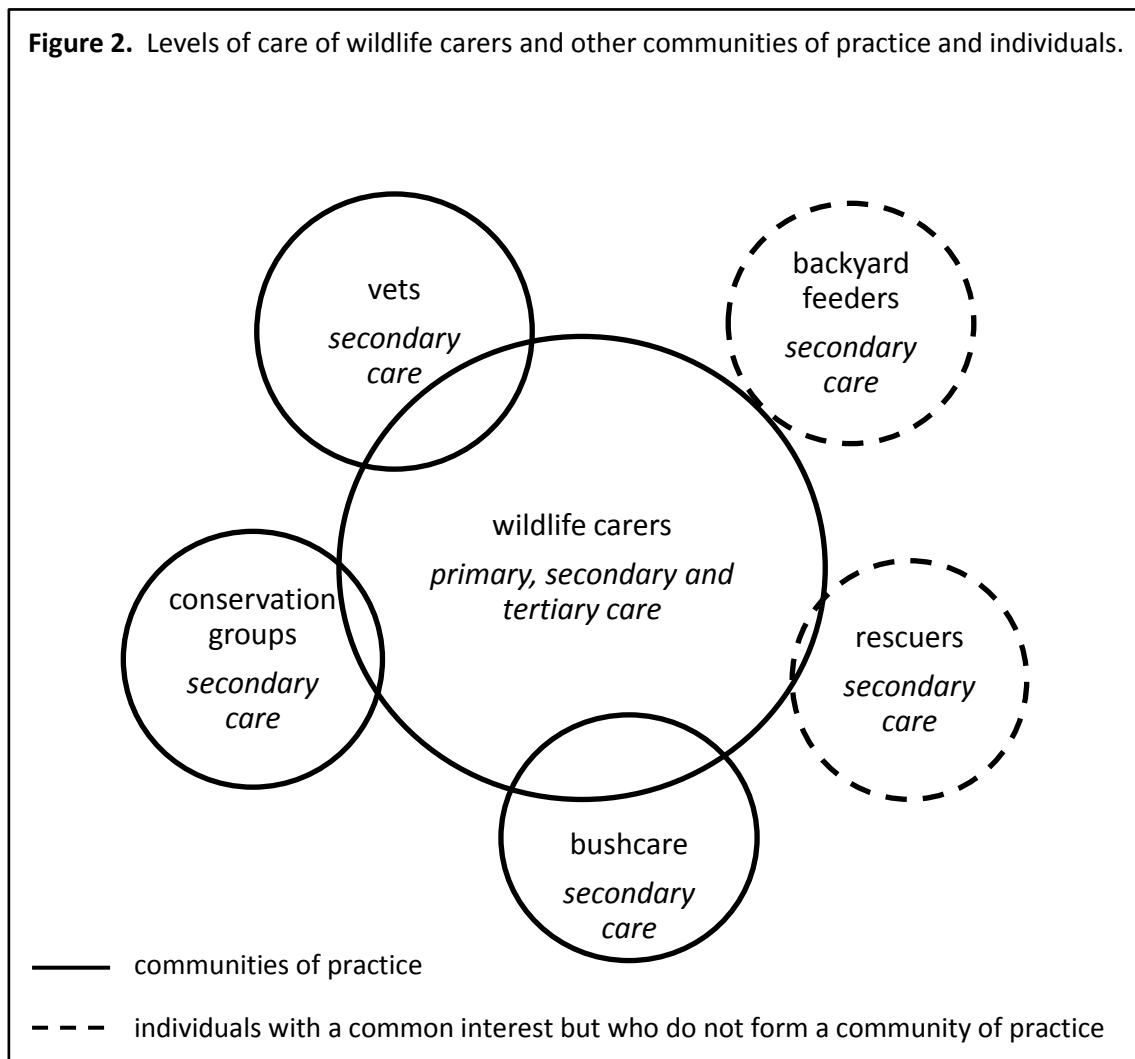 Figure 2. Levels of care of wildlife carers and other communities of practice and individuals.
vets
secondary
care
backyard
feeders
secondary
care
wildlife carers
primary, secondary and
tertiary care
conservation
groups
secondary
care
rescuers
secondary
care
bushcare
secondary
care
communities of practice
individuals with a common interest but who do not form a community of practice